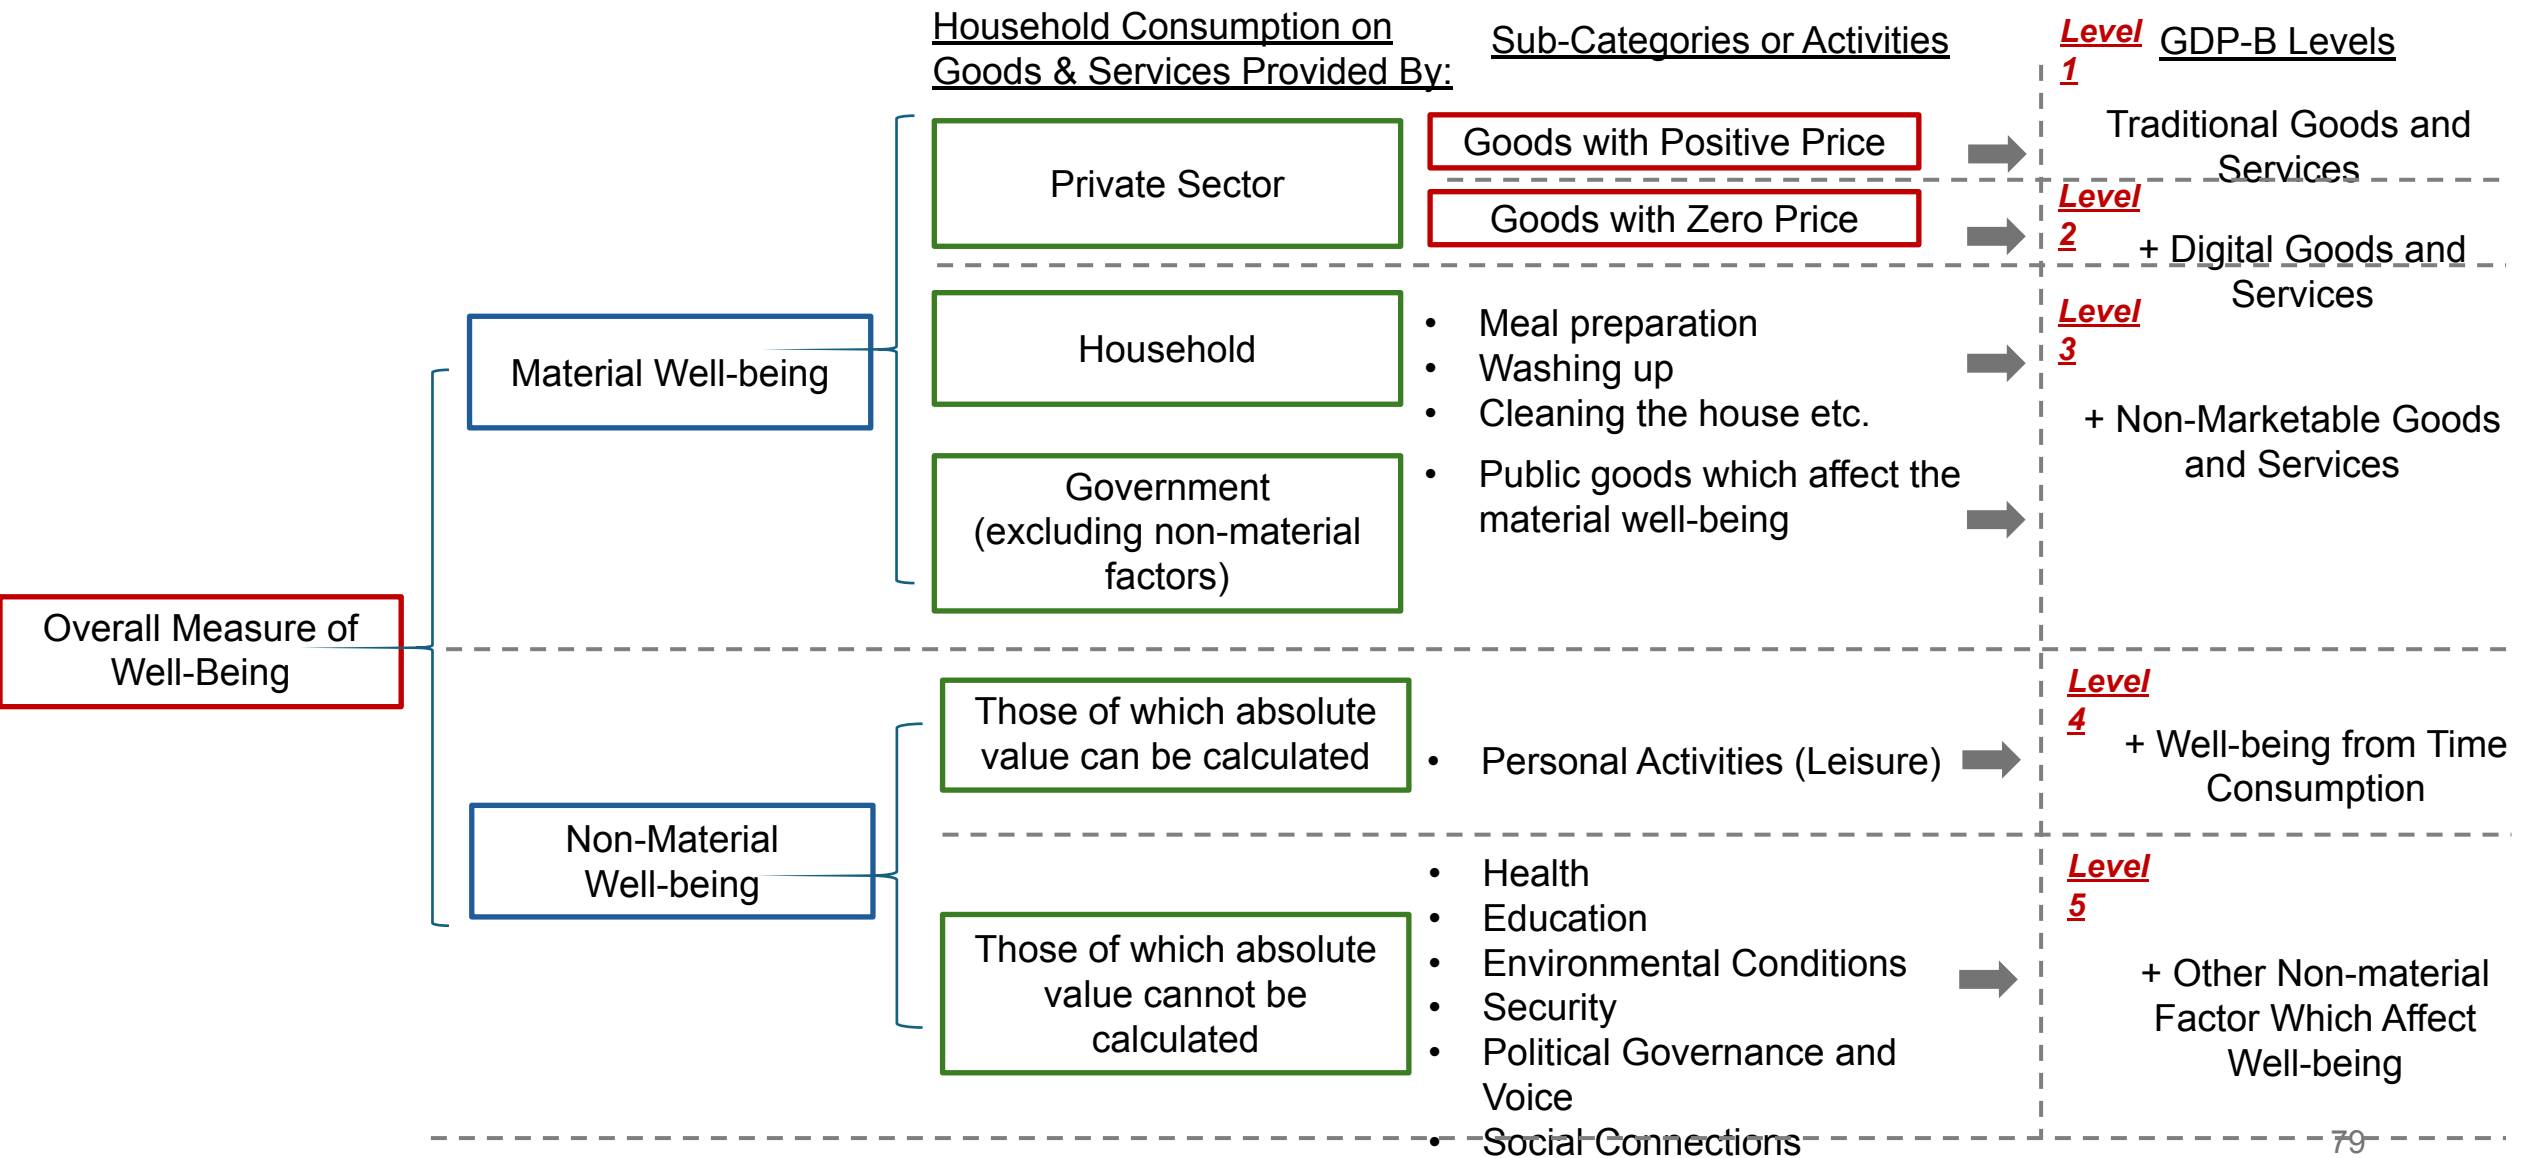 Household Consumption on
Goods & Services Provided By:
Sub-Categories or Activities
GDP-B Levels
Level
1
Private Sector
Goods with Positive Price
Traditional Goods and
Services
Goods with Zero Price
Level
2
+ Digital Goods and
Services
Material Well-being
Household
• Meal preparation
• Washing up
• Cleaning the house etc.
Level
3
+ Non-Marketable Goods
and Services
Government
(excluding non-material
factors)
• Public goods which affect the
material well-being
Overall Measure of
Well-Being
Those of which absolute
value can be calculated
• Personal Activities (Leisure)
Level
4
+ Well-being from Time
Consumption
Non-Material
Well-being
Those of which absolute
value cannot be
calculated
• Health
• Education
• Environmental Conditions
• Security
• Political Governance and
Voice
• Social Connections
Level
5
+ Other Non-material
Factor Which Affect
Well-being
79